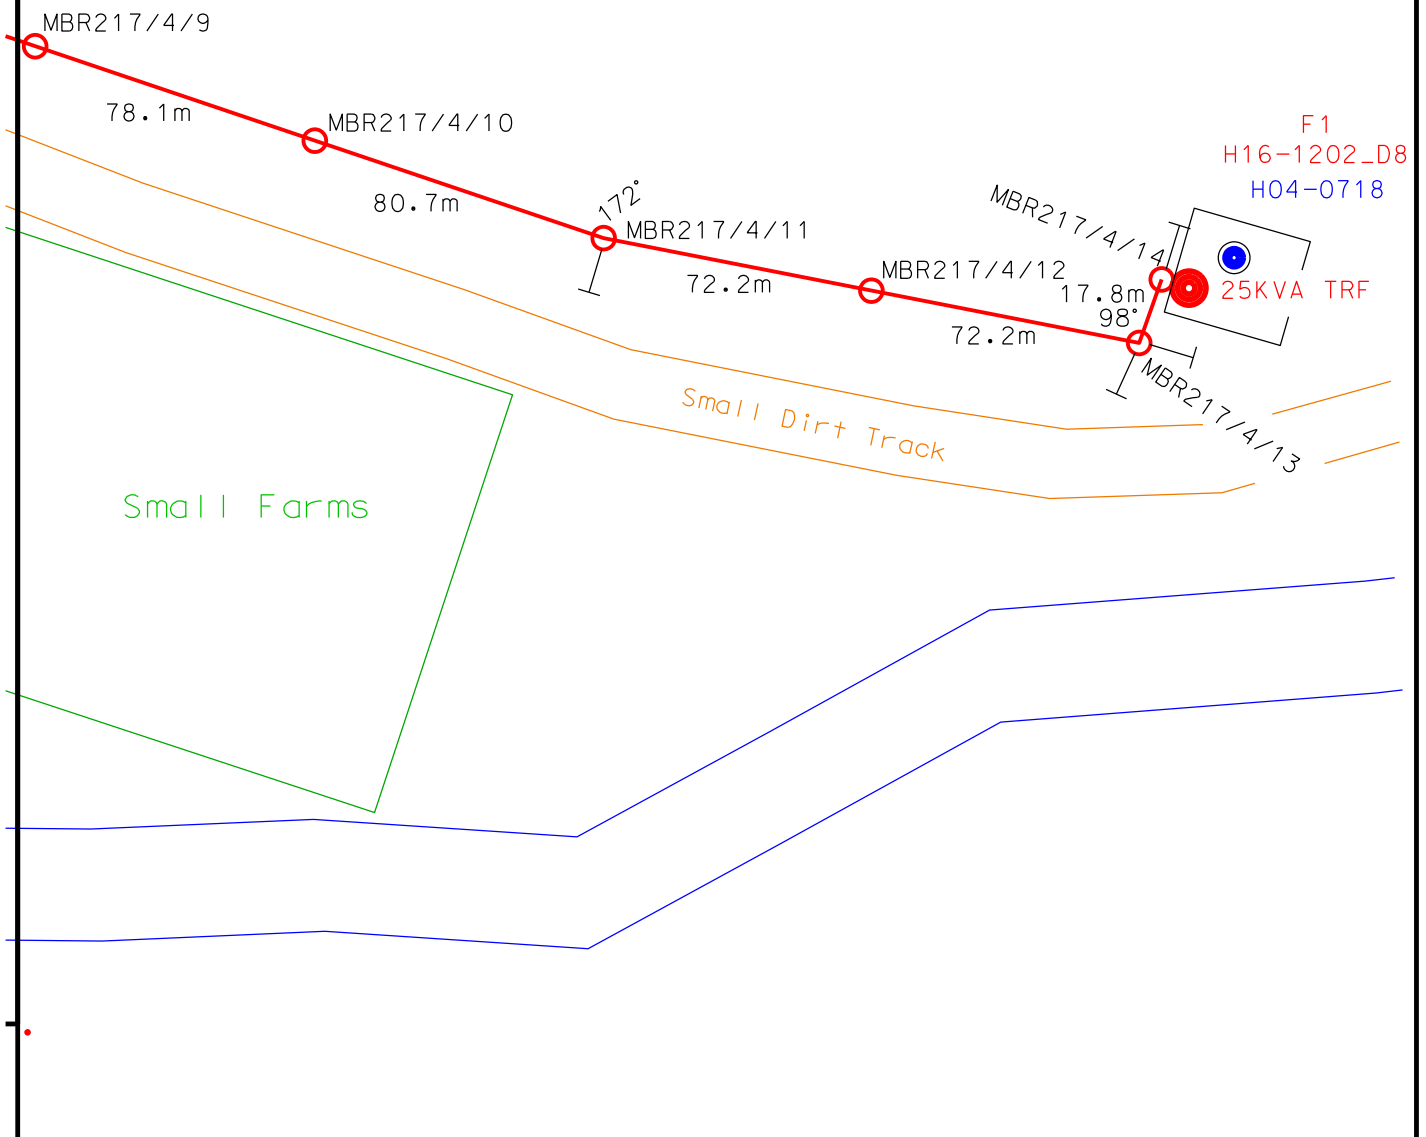 MBR217/4/9
78.1m
MBR217/4/10
80.7m
172°
MBR217/4/11
72.2m
MBR217/4/12
72.2m
MBR217/4/14
17.8m
98°
MBR217/4/13
F1
H16-1202_D8
H04-0718
25KVA TRF
Small Dirt Track
Small Farms